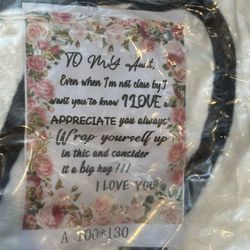 TO My Aunt,
Even when I'm not close by, I
want you to know I LOVE and
APPRECIATE you always
Wrap yourself up
in this and consider
it a big hug !!!
I LOVE YOU!
A 100*130